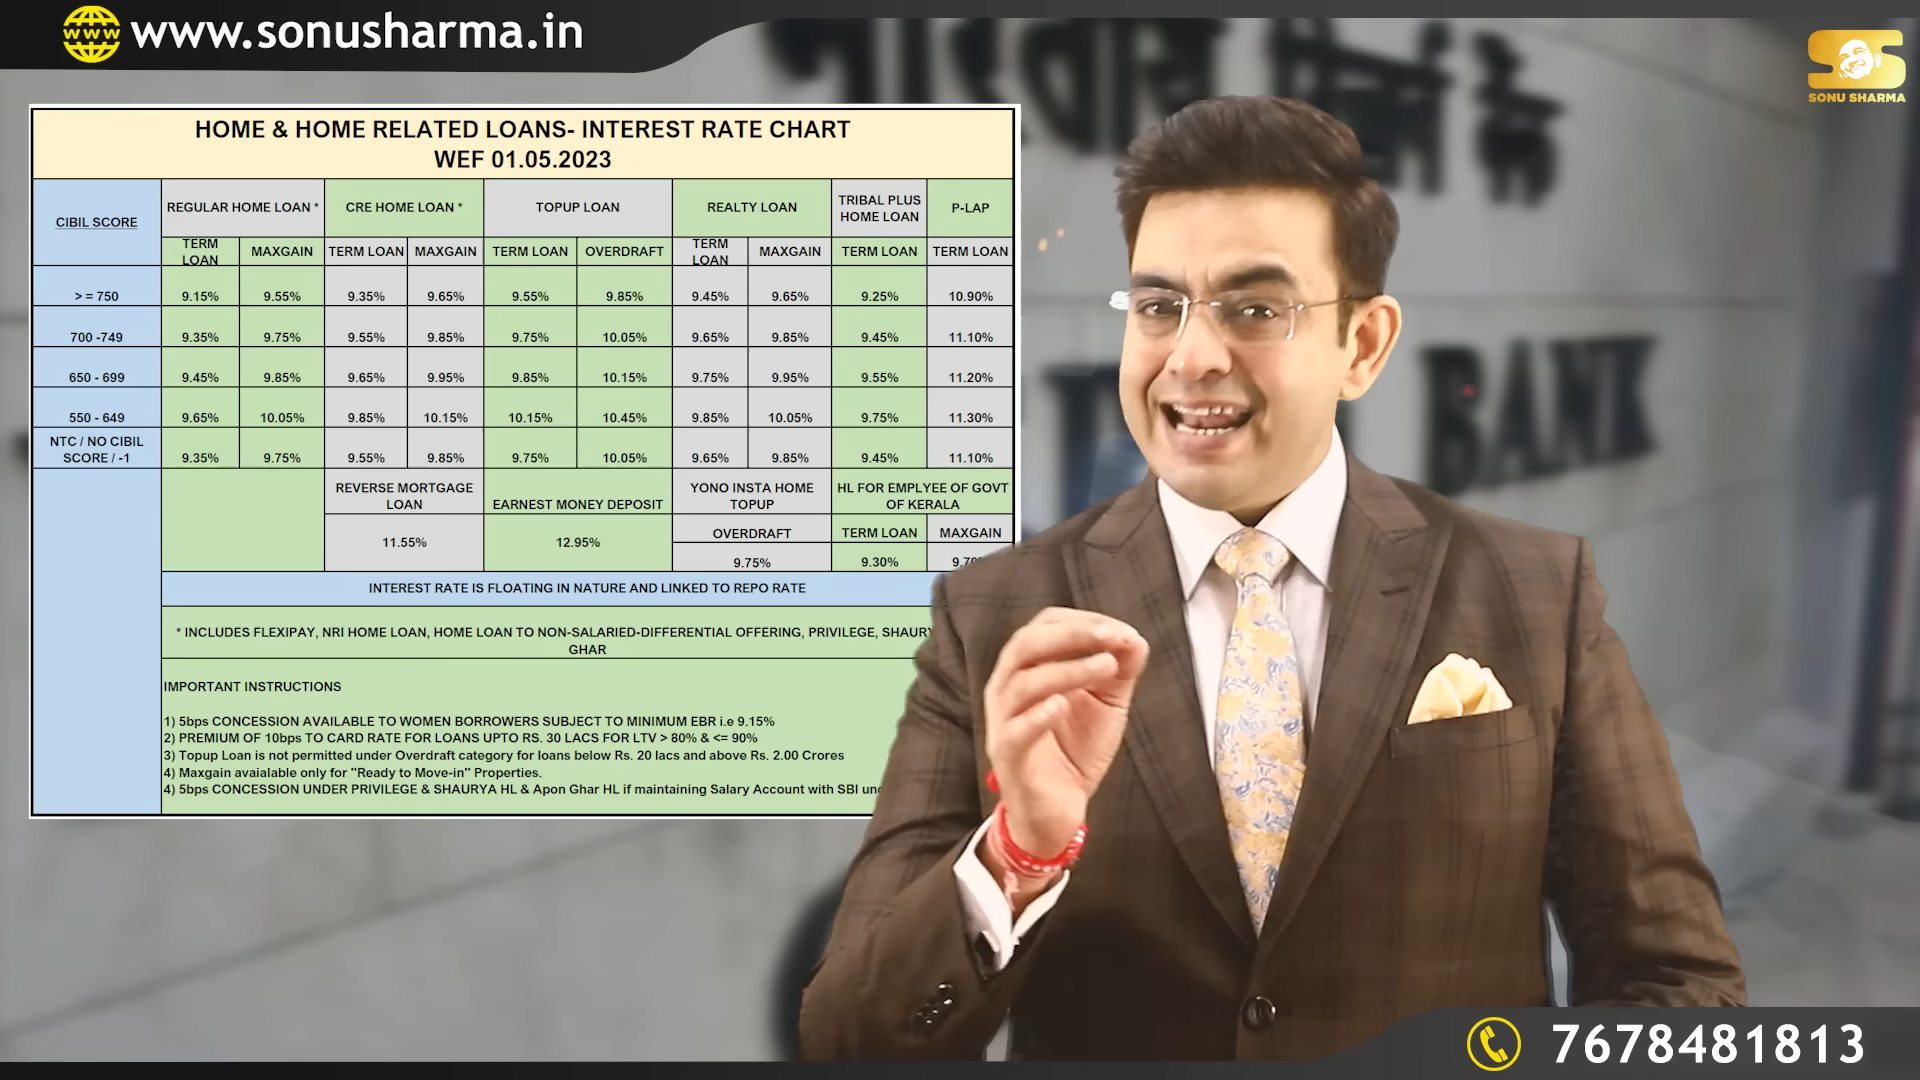 www.sonusharma.in
SONU SHARMA
HOME & HOME RELATED LOANS- INTEREST RATE CHART
WEF 01.05.2023
CIBIL SCORE
REGULAR HOME LOAN * CRE HOME LOAN * TOPUP LOAN REALTY LOAN TRIBAL PLUS HOME LOAN P-LAP
TERM LOAN MAXGAIN TERM LOAN MAXGAIN TERM LOAN OVERDRAFT TERM LOAN MAXGAIN TERM LOAN TERM LOAN
> = 750 9.15% 9.55% 9.35% 9.65% 9.55% 9.85% 9.45% 9.65% 9.25% 10.90%
700 -749 9.35% 9.75% 9.55% 9.85% 9.75% 10.05% 9.65% 9.85% 9.45% 11.10%
650 - 699 9.45% 9.85% 9.65% 9.95% 9.85% 10.15% 9.75% 9.95% 9.55% 11.20%
550 - 649 9.65% 10.05% 9.85% 10.15% 10.15% 10.45% 9.85% 10.05% 9.75% 11.30%
NTC / NO CIBIL SCORE / -1 9.35% 9.75% 9.55% 9.85% 9.75% 10.05% 9.65% 9.85% 9.45% 11.10%
REVERSE MORTGAGE LOAN EARNEST MONEY DEPOSIT YONO INSTA HOME TOPUP HL FOR EMPLYEE OF GOVT OF KERALA
11.55% 12.95% OVERDRAFT TERM LOAN MAXGAIN
9.75% 9.30%
INTEREST RATE IS FLOATING IN NATURE AND LINKED TO REPO RATE
* INCLUDES FLEXIPAY, NRI HOME LOAN, HOME LOAN TO NON-SALARIED-DIFFERENTIAL OFFERING, PRIVILEGE,
GHAR
IMPORTANT INSTRUCTIONS
1) 5bps CONCESSION AVAILABLE TO WOMEN BORROWERS SUBJECT TO MINIMUM EBR i.e 9.15%
2) PREMIUM OF 10bps TO CARD RATE FOR LOANS UPTO RS. 30 LACS FOR LTV > 80% & <= 90%
3) Topup Loan is not permitted under Overdraft category for loans below Rs. 20 lacs and above Rs. 2.00 Crores
4) Maxgain avaialable only for "Ready to Move-in" Properties.
4) 5bps CONCESSION UNDER PRIVILEGE & SHAURYA HL & Apon Ghar HL if maintaining Salary Account with SBI
BANK
7678481813